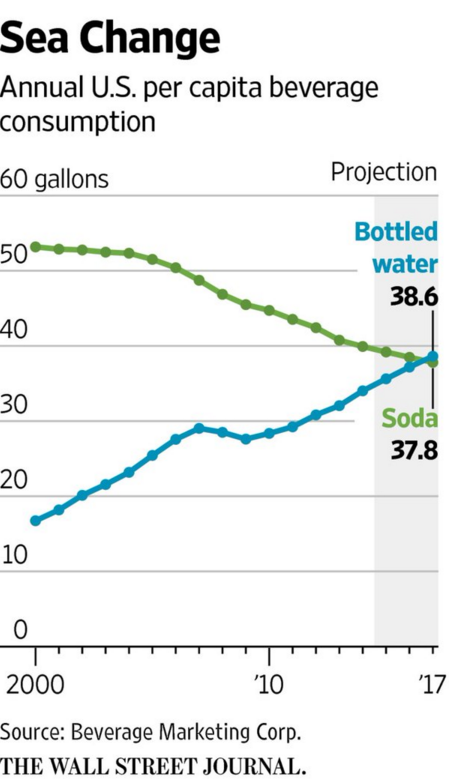 Sea Change
Annual U.S. per capita beverage
consumption
60 gallons
Projection
50
40
30
20
10
0
Bottled
water
38.6
Soda
37.8
2000
’10
’17
Source: Beverage Marketing Corp.
THE WALL STREET JOURNAL.